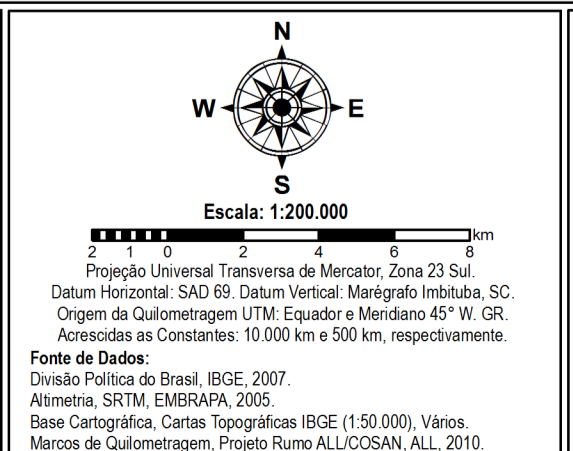 N
W E
S
Escala: 1:200.000
km
2 1 0 2 4 6 8
Projeção Universal Transversa de Mercator, Zona 23 Sul.
Datum Horizontal: SAD 69. Datum Vertical: Marégrafo Imbituba, SC.
Origem da Quilometragem UTM: Equador e Meridiano 45° W. GR.
Acrescidas as Constantes: 10.000 km e 500 km, respectivamente.
Fonte de Dados:
Divisão Política do Brasil, IBGE, 2007.
Altimetria, SRTM, EMBRAPA, 2005.
Base Cartográfica, Cartas Topográficas IBGE (1:50.000), Vários.
Marcos de Quilometragem, Projeto Rumo ALL/COSAN, ALL, 2010.